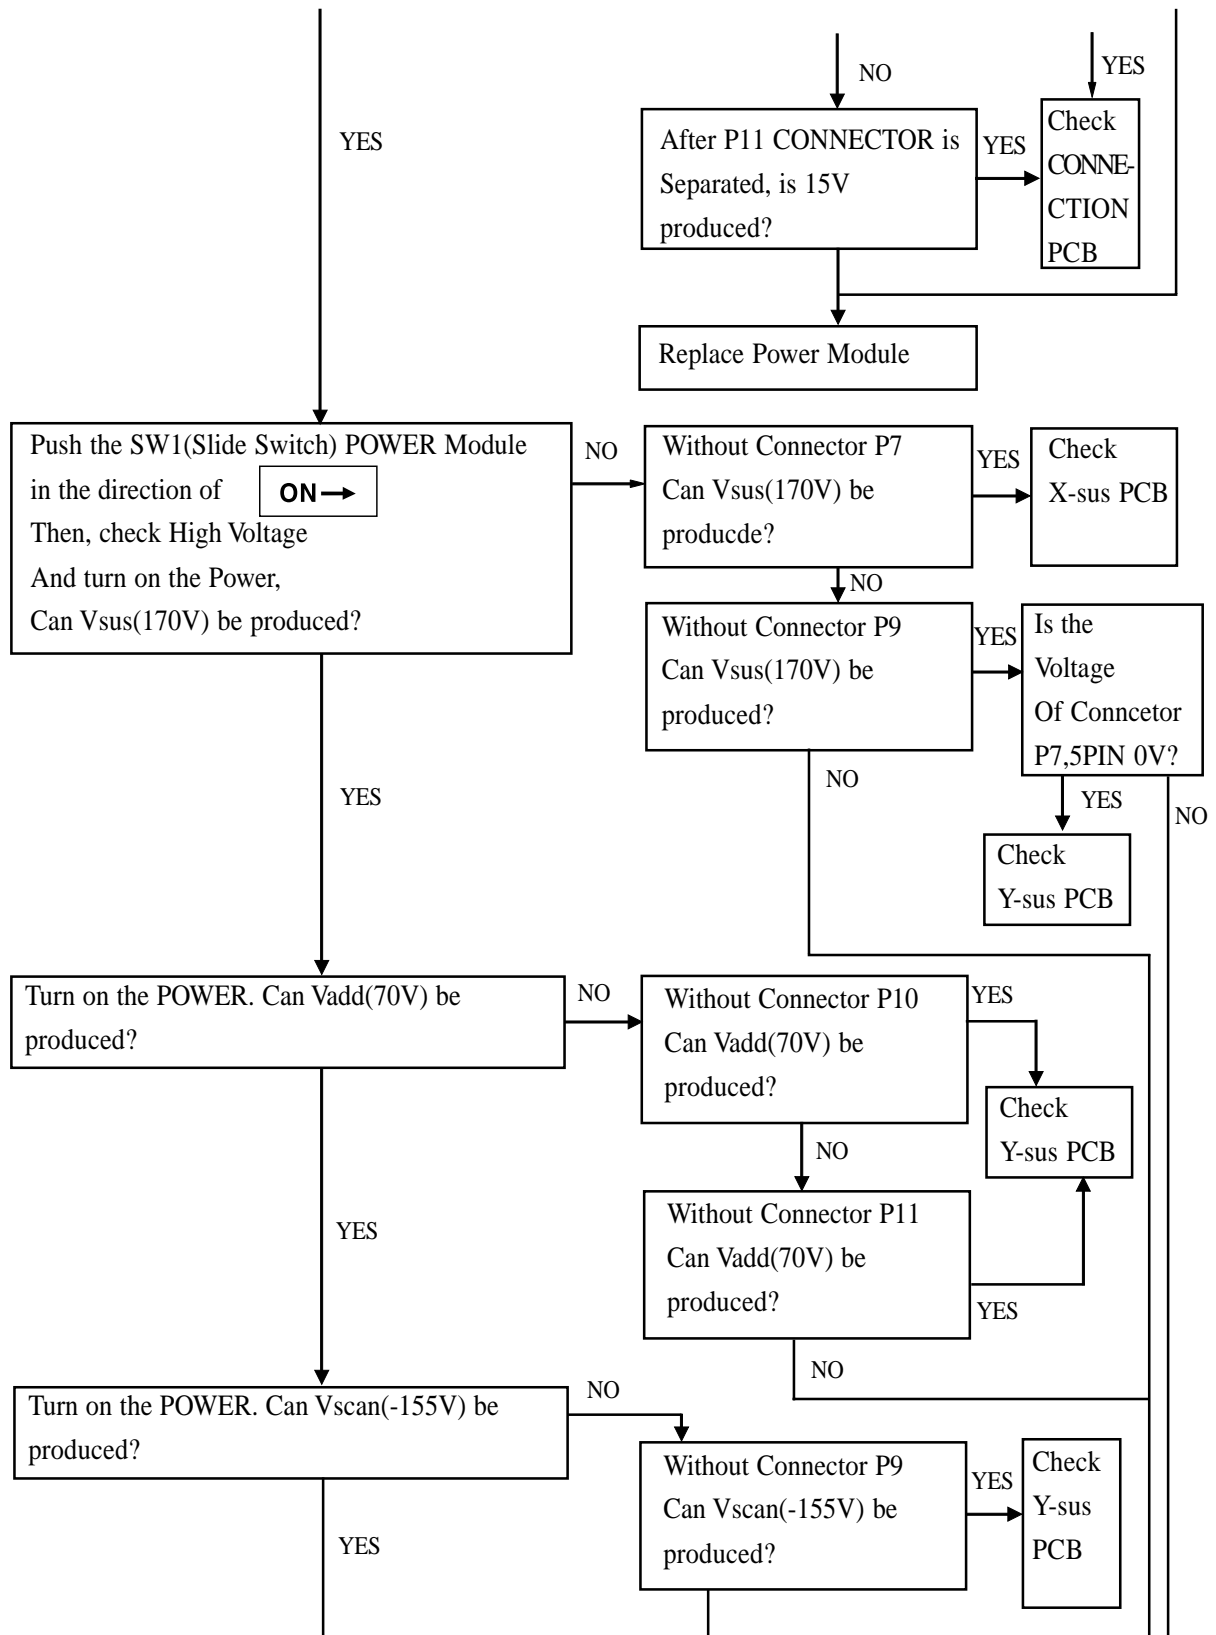 YES
NO
YES
After P11 CONNECTOR is
Separated, is 15V
produced?
YES
Check
CONNE-
CTION
PCB
Replace Power Module
Push the SW1(Slide Switch) POWER Module
in the direction of
ON
Then, check High Voltage
And turn on the Power,
Can Vsus(170V) be produced?
NO
Without Connector P7
Can Vsus(170V) be
producde?
YES
Check
X-sus PCB
NO
Without Connector P9
Can Vsus(170V) be
produced?
YES
Is the
Voltage
Of Conncetor
P7,5PIN 0V?
NO
YES
NO
Check
Y-sus PCB
YES
Turn on the POWER. Can Vadd(70V) be
produced?
NO
Without Connector P10
Can Vadd(70V) be
produced?
YES
Check
Y-sus PCB
NO
Without Connector P11
Can Vadd(70V) be
produced?
YES
NO
YES
Turn on the POWER. Can Vscan(-155V) be
produced?
NO
Without Connector P9
Can Vscan(-155V) be
produced?
YES
Check
Y-sus
PCB
YES